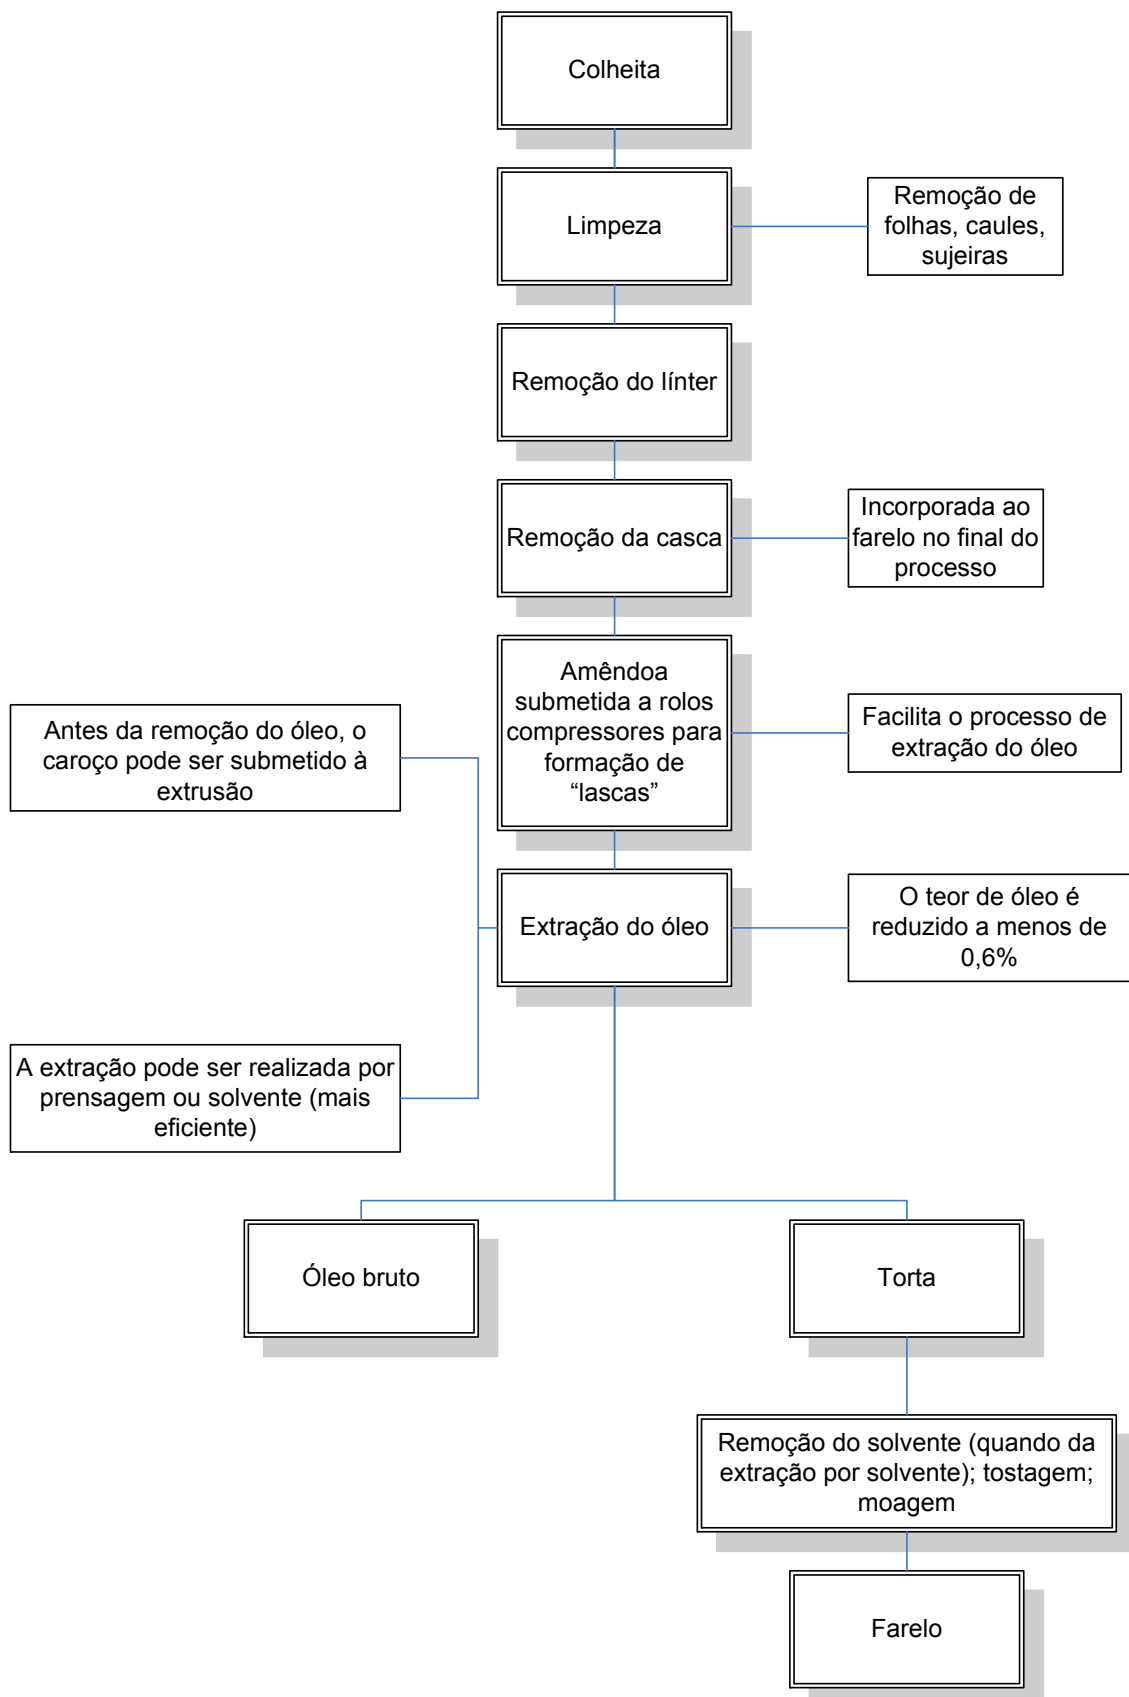 Colheita
Limpeza
Remoção de
folhas, caules,
sujeiras
Remoção do línter
Remoção da casca
Incorporada ao
farelo no final do
processo
Amêndoa
submetida a rolos
compressores para
formação de
“lascas”
Facilita o processo de
extração do óleo
Antes da remoção do óleo, o
caroço pode ser submetido à
extrusão
Extração do óleo
O teor de óleo é
reduzido a menos de
0,6%
A extração pode ser realizada por
prensagem ou solvente (mais
eficiente)
Óleo bruto
Torta
Remoção do solvente (quando da
extração por solvente); tostagem;
moagem
Farelo